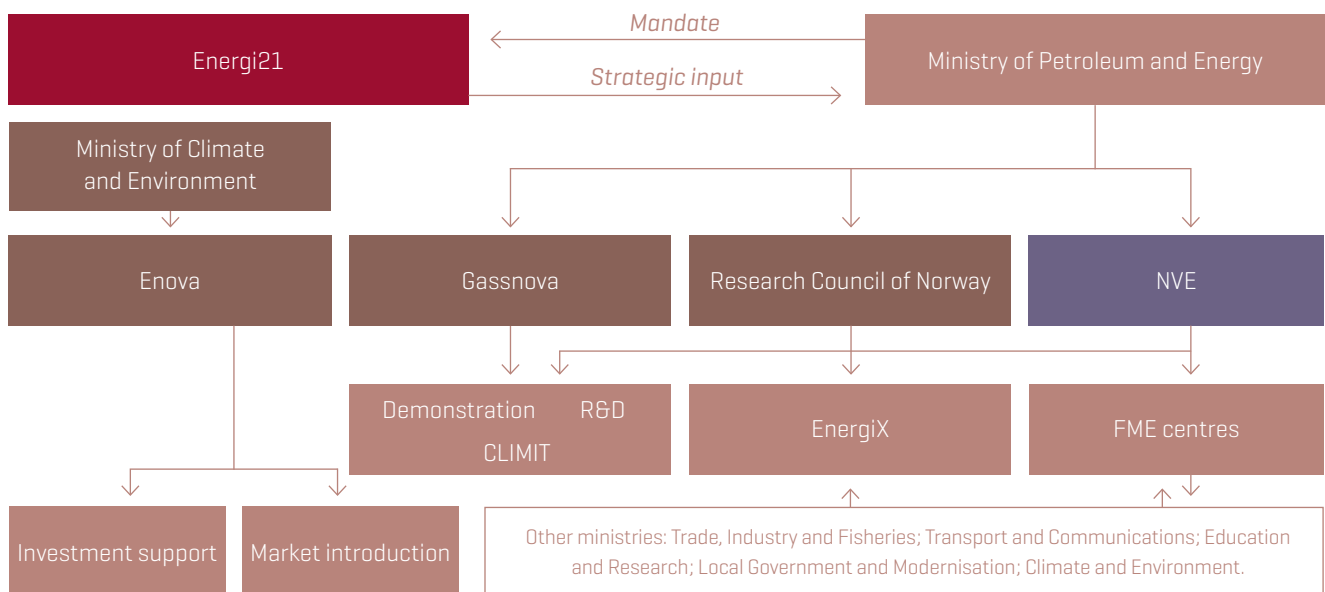 Energi21
Mandate
Strategic input
Ministry of Petroleum and Energy
Ministry of Climate
and Environment
Enova
Gassnova
Research Council of Norway
NVE
Demonstration R&D
CLIMIT
EnergiX
FME centres
Investment support
Market introduction
Other ministries: Trade, Industry and Fisheries; Transport and Communications; Education
and Research; Local Government and Modernisation; Climate and Environment.